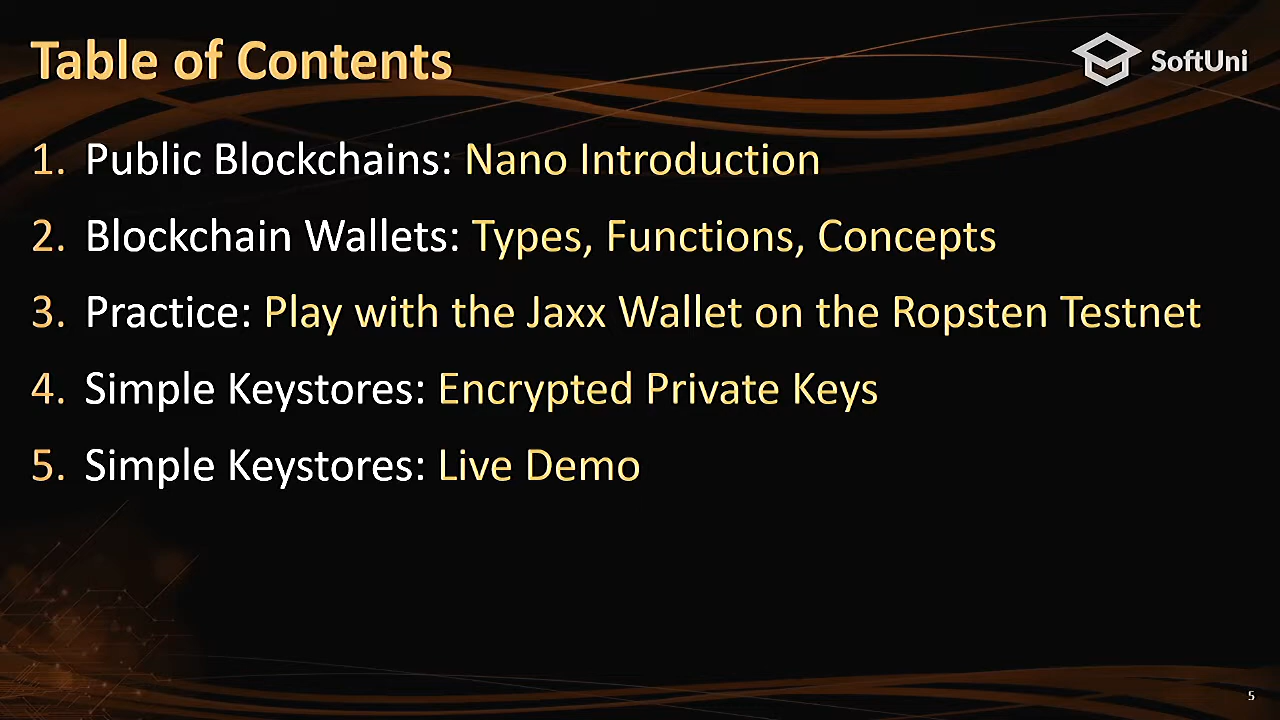 Table of Contents
SoftUni
1. Public Blockchains: Nano Introduction
2. Blockchain Wallets: Types, Functions, Concepts
3. Practice: Play with the Jaxx Wallet on the Ropsten Testnet
4. Simple Keystores: Encrypted Private Keys
5. Simple Keystores: Live Demo
5